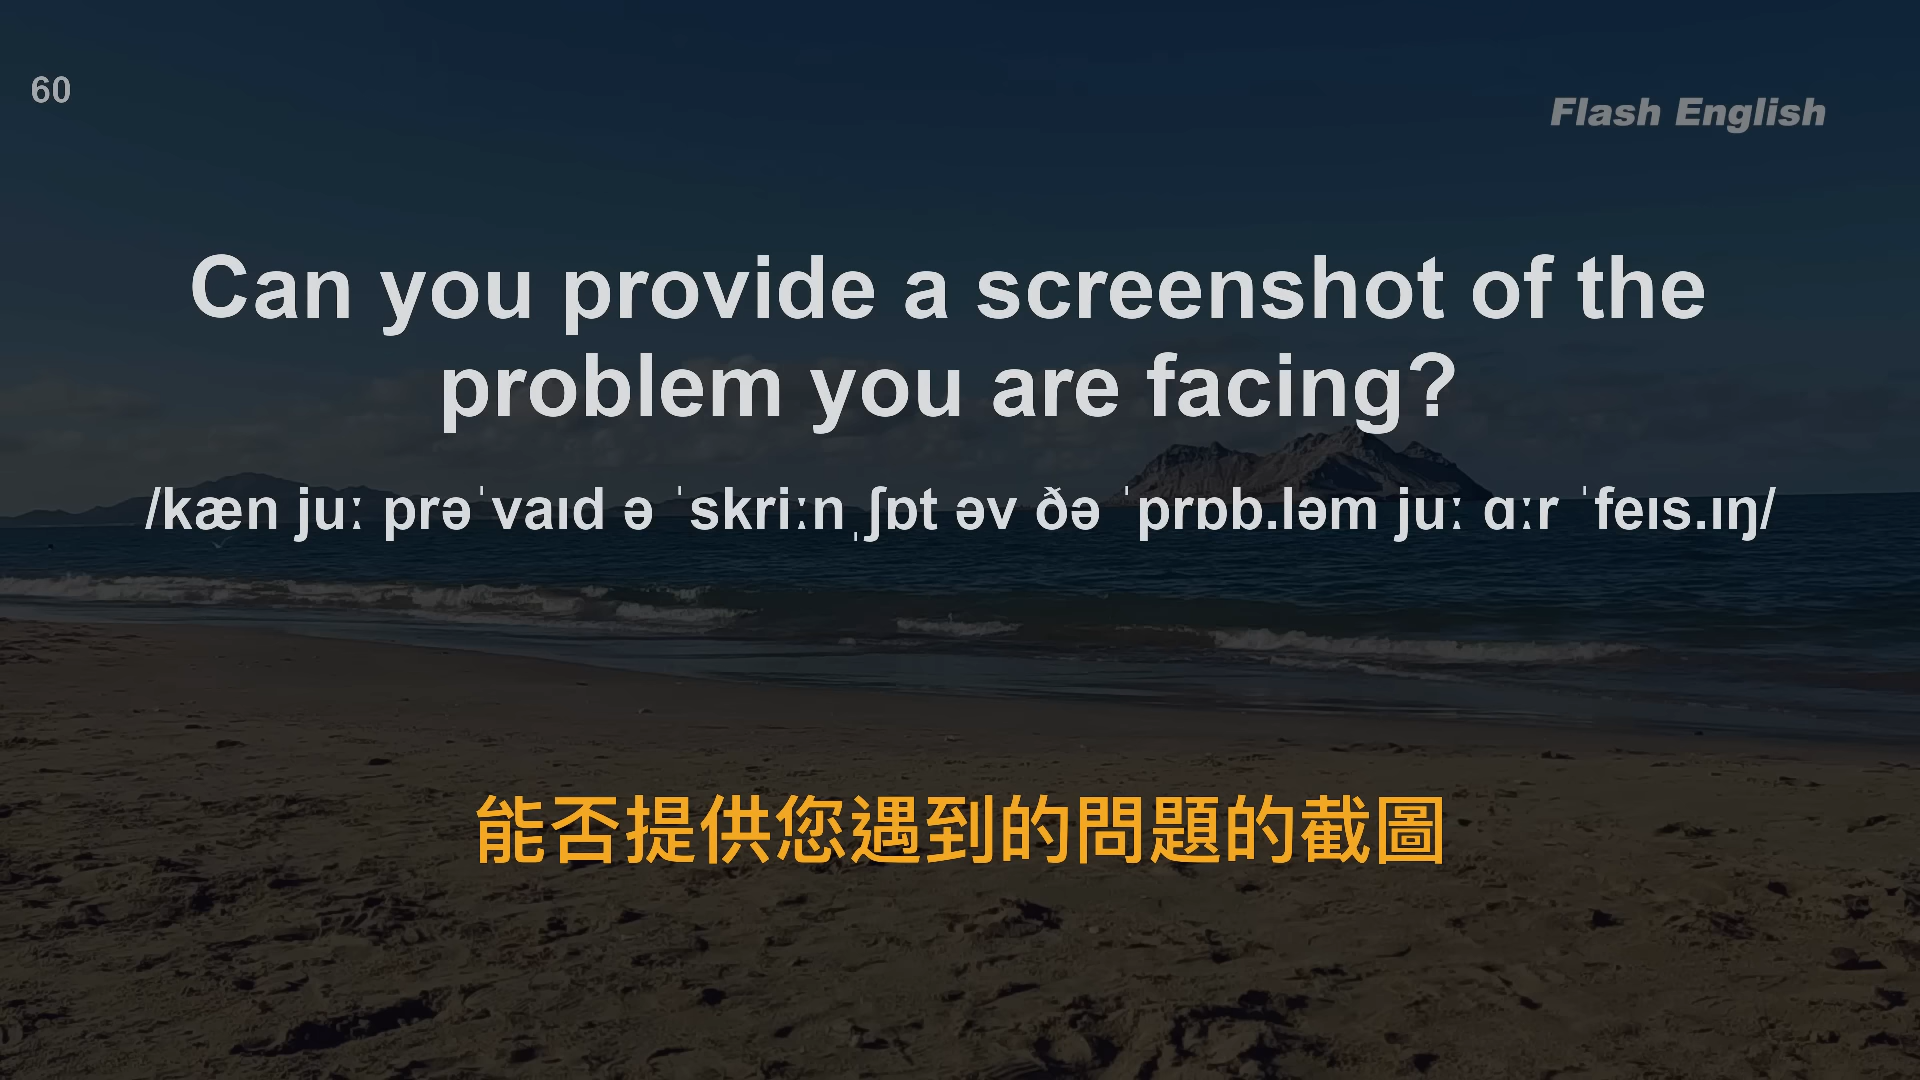 60
Flash English
Can you provide a screenshot of the
problem you are facing?
/kæn juː prəˈvaɪd ə ˈskriːnˌʃɒt əv ðə ˈprɒb.ləm juː ɑːr ˈfeɪs.ɪŋ/
能否提供您遇到的問題的截圖